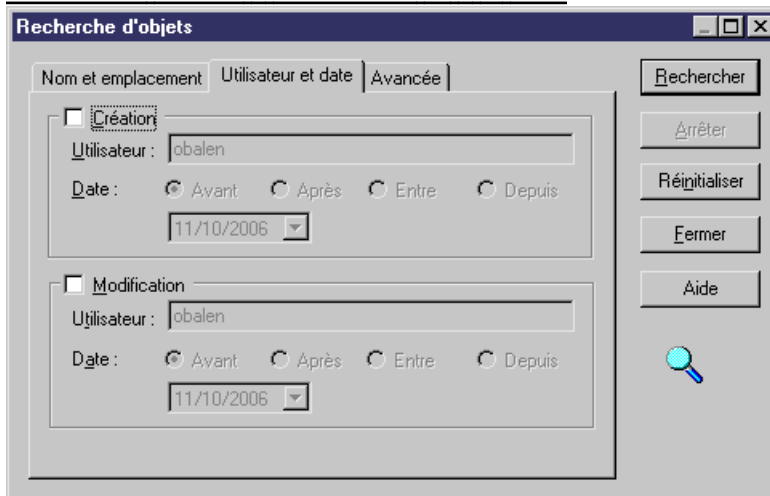 Recherche d'objets
Nom et emplacement Utilisateur et date Avancée
Création
Utilisateur : obalen
Date : Avant Après Entre Depuis
11/10/2006
Modification
Utilisateur : obalen
Date : Avant Après Entre Depuis
11/10/2006
Rechercher
Arrêter
Réinitialiser
Fermer
Aide